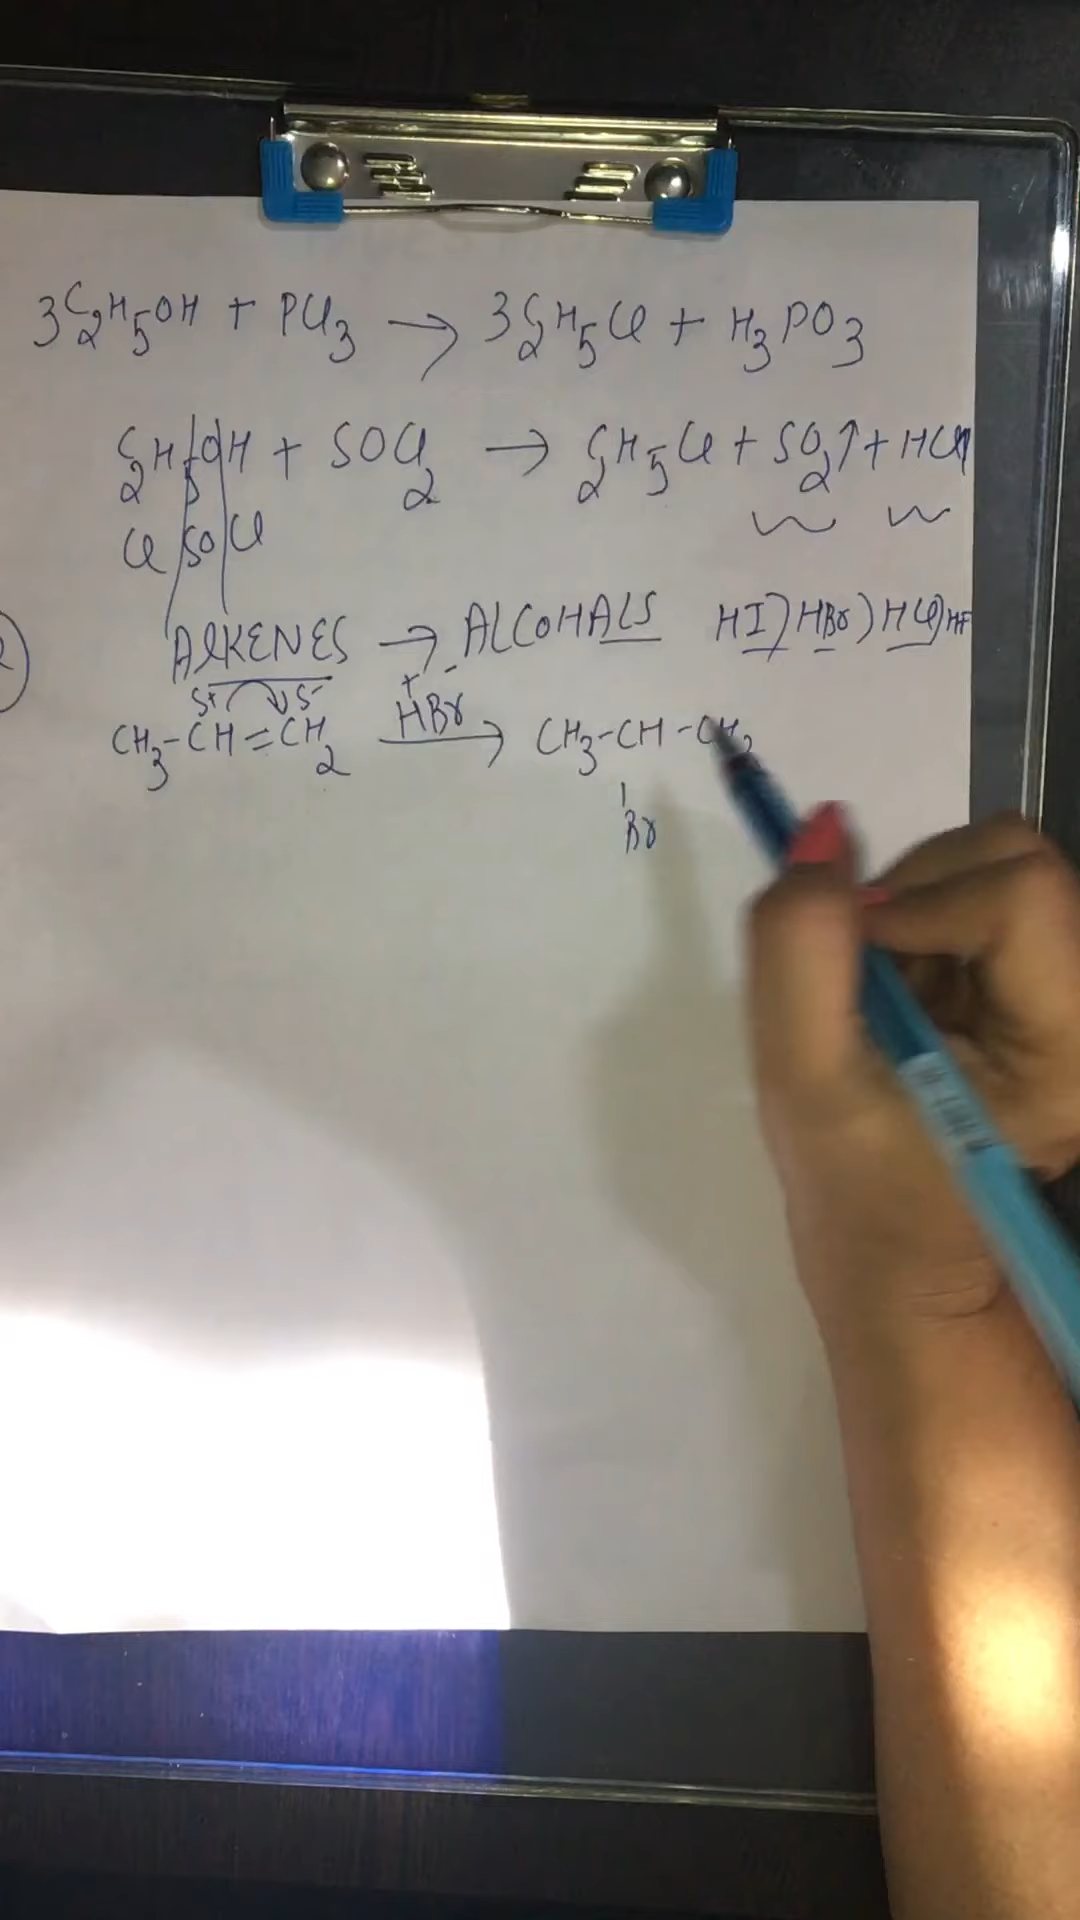 3C2H5OH + PCl3 → 3C2H5Cl + H3PO3
C2H5OH + SOCl2 → C2H5Cl + SO2↑ + HCl
Cl SO Cl
ALKENES → ALCOHALS HI > HBr > HCl > HF
δ+ δ- + -
CH3-CH=CH2 HBr → CH3-CH-CH3
Br